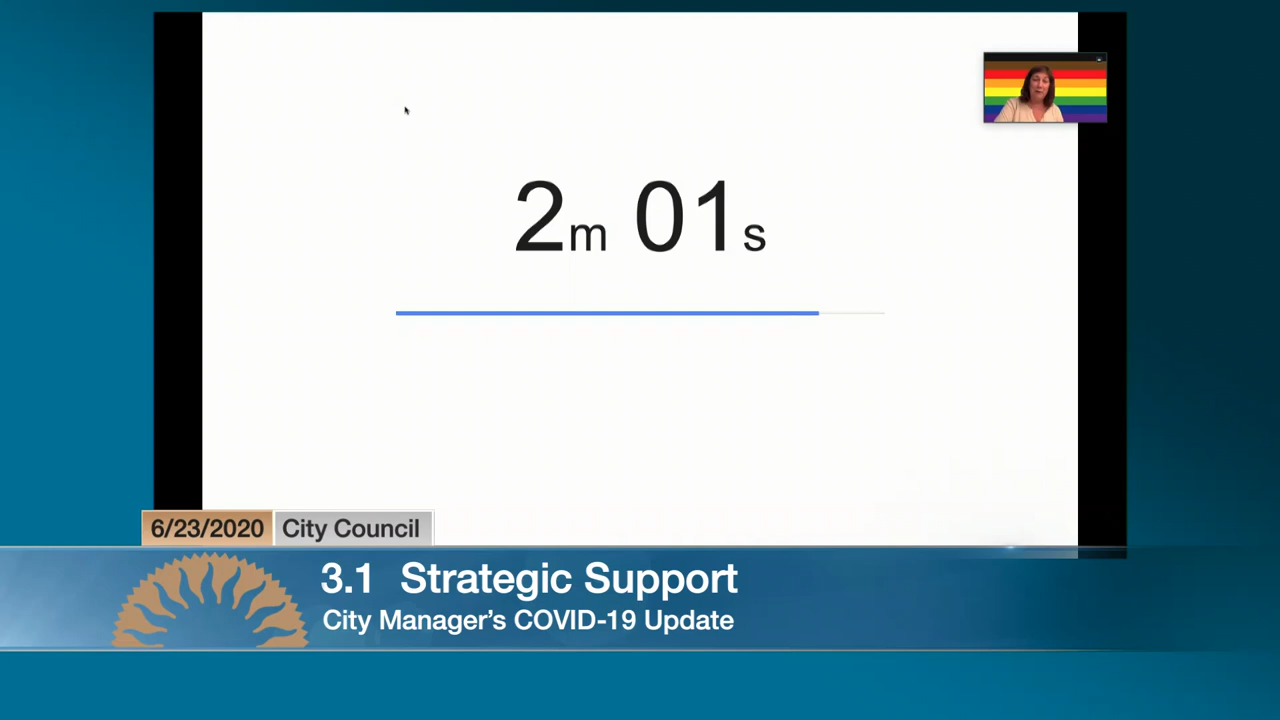 2m 01s
6/23/2020 City Council
3.1 Strategic Support
City Manager's COVID-19 Update